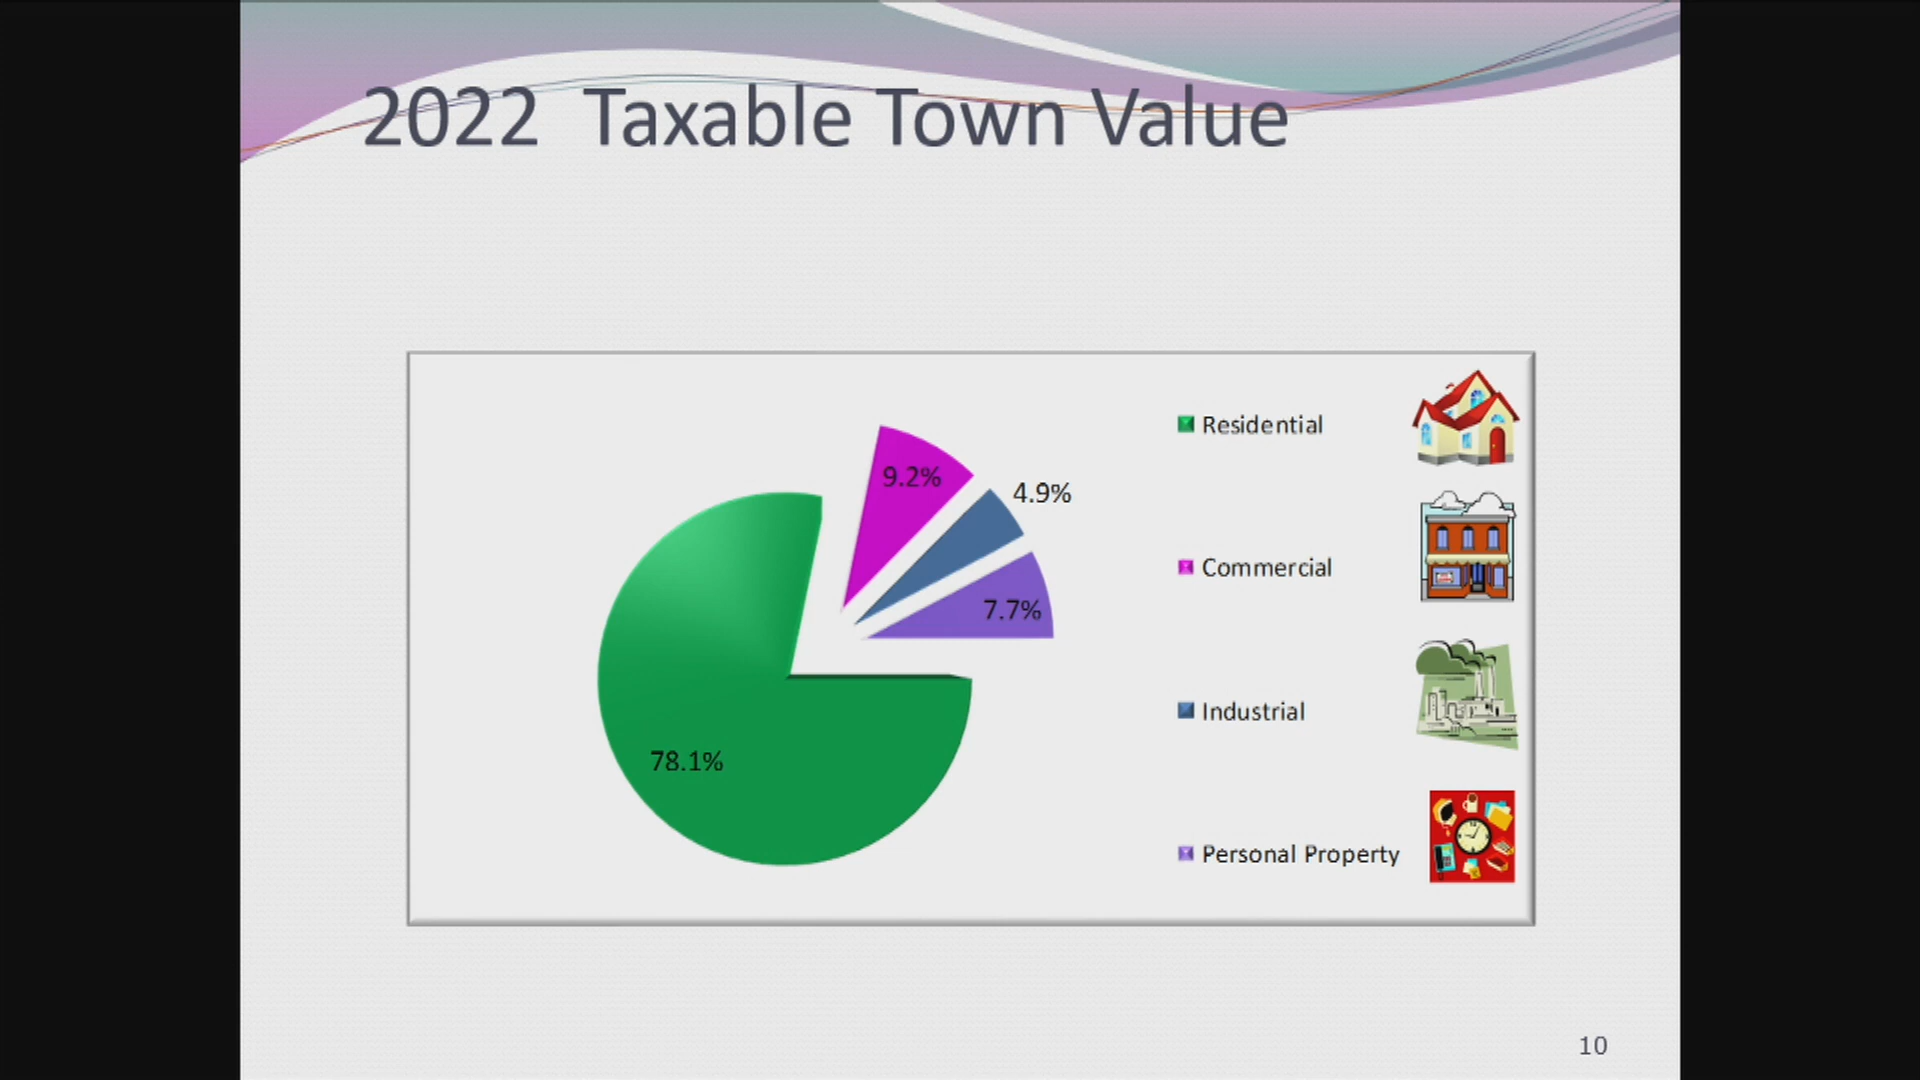 2022 Taxable Town Value
9.2%
4.9%
7.7%
78.1%
Residential
Commercial
Industrial
Personal Property
10